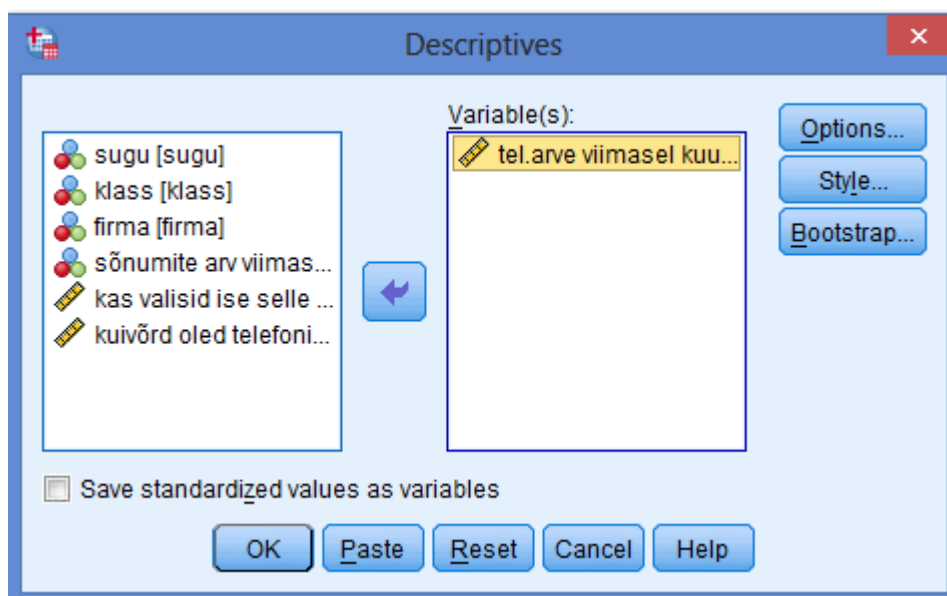 Descriptives
sugu [sugu]
klass [klass]
firma [firma]
sõnumite arv viimas...
kas valisid ise selle ...
kuivõrd oled telefoni...
Variable(s):
tel.arve viimasel kuu...
Options...
Style...
Bootstrap...
Save standardized values as variables
OK
Paste
Reset
Cancel
Help